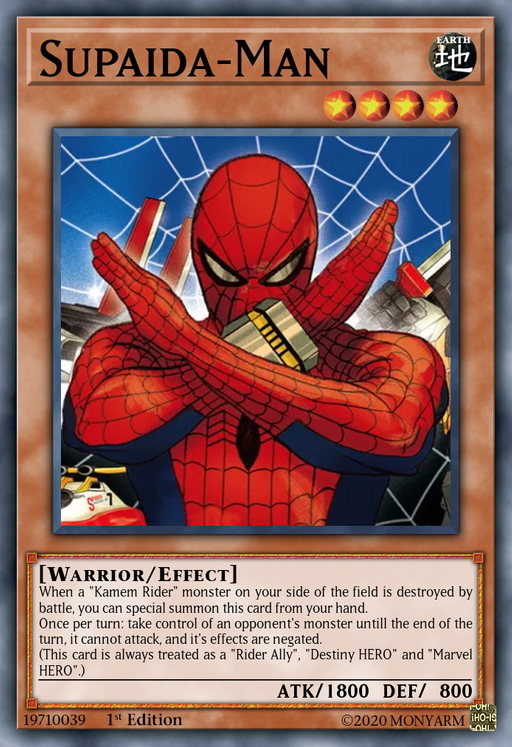 SUPAIDA-MAN
EARTH
地
[WARRIOR/EFFECT]
When a "Kamem Rider" monster on your side of the field is destroyed by
battle, you can special summon this card from your hand.
Once per turn: take control of an opponent's monster untill the end of the
turn, it cannot attack, and it's effects are negated.
(This card is always treated as a "Rider Ally", "Destiny HERO" and "Marvel
HERO".)
ATK/1800 DEF/ 800
19710039 1st Edition ©2020 MONYARM